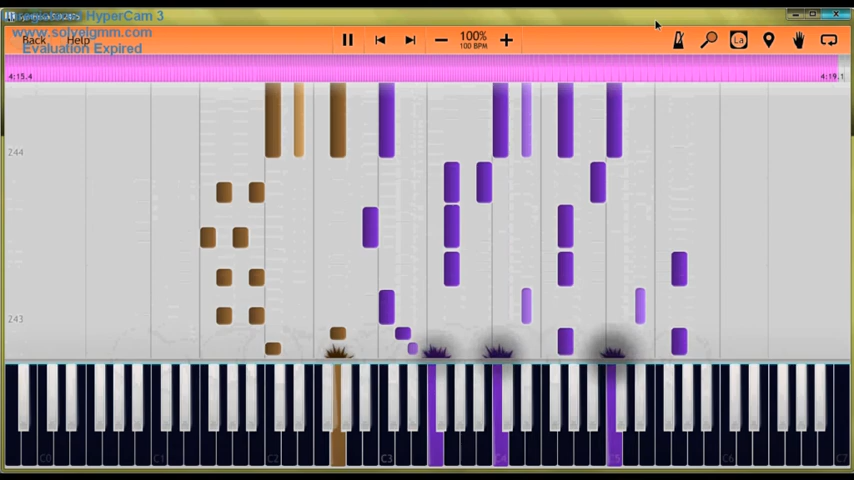 HyperCam 3
www.solveigmm.com
Evaluation Expired
Back Help
100%
100 BPM
La
4:15.4
4:19.1
244
243
C0 C1 C2 C3 C4 C5 C6 C7